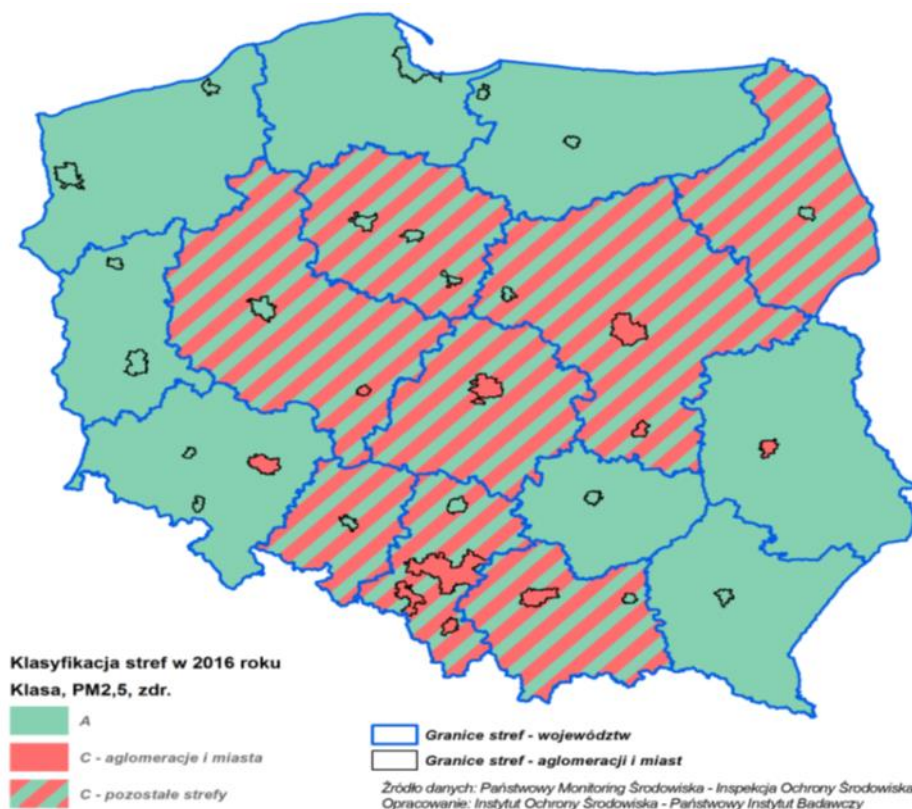 Klasyfikacja stref w 2016 roku
Klasa, PM2,5, zdr.
A
C - aglomeracje i miasta
C - pozostałe strefy
Granice stref - województw
Granice stref - aglomeracji i miast
Źródło danych: Państwowy Monitoring Środowiska - Inspekcja Ochrony Środowiska
Opracowanie: Instytut Ochrony Środowiska - Państwowy Instytut Badawczy